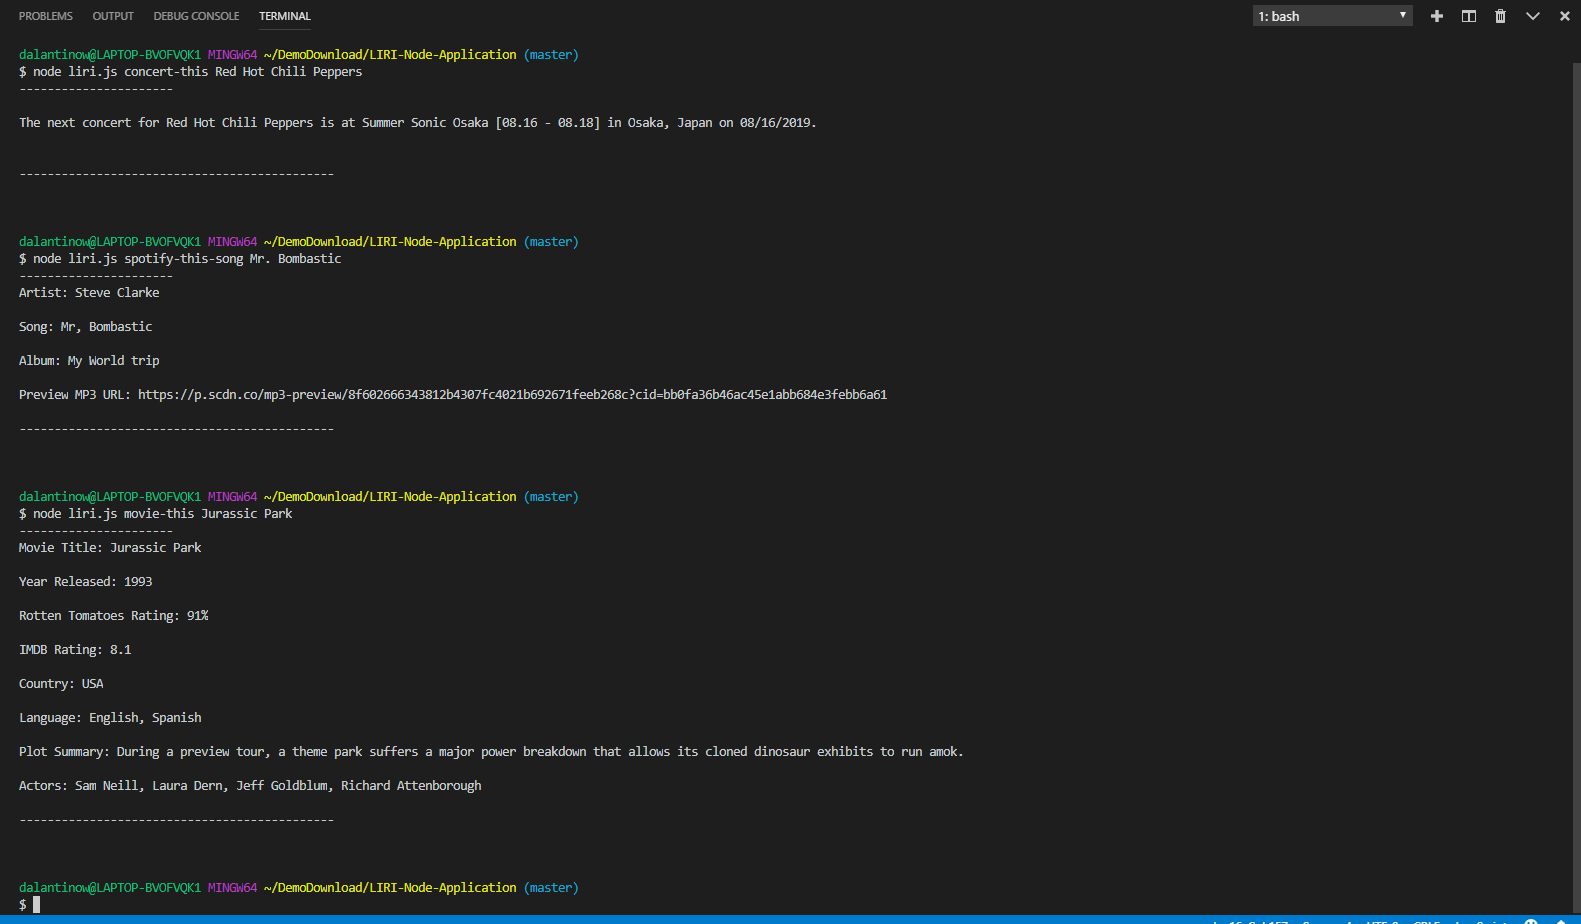 PROBLEMS OUTPUT DEBUG CONSOLE TERMINAL 1: bash
dalantinow@LAPTOP-BVOFVQK1 MINGW64 ~/DemoDownload/LIRI-Node-Application (master)
$ node liri.js concert-this Red Hot Chili Peppers
----------------------
The next concert for Red Hot Chili Peppers is at Summer Sonic Osaka [08.16 - 08.18] in Osaka, Japan on 08/16/2019.
---------------------------------------------
dalantinow@LAPTOP-BVOFVQK1 MINGW64 ~/DemoDownload/LIRI-Node-Application (master)
$ node liri.js spotify-this-song Mr. Bombastic
----------------------
Artist: Steve Clarke
Song: Mr, Bombastic
Album: My World trip
Preview MP3 URL: https://p.scdn.co/mp3-preview/8f602666343812b4307fc4021b692671feeb268c?cid=bb0fa36b46ac45e1abb684e3febb6a61
---------------------------------------------
dalantinow@LAPTOP-BVOFVQK1 MINGW64 ~/DemoDownload/LIRI-Node-Application (master)
$ node liri.js movie-this Jurassic Park
----------------------
Movie Title: Jurassic Park
Year Released: 1993
Rotten Tomatoes Rating: 91%
IMDB Rating: 8.1
Country: USA
Language: English, Spanish
Plot Summary: During a preview tour, a theme park suffers a major power breakdown that allows its cloned dinosaur exhibits to run amok.
Actors: Sam Neill, Laura Dern, Jeff Goldblum, Richard Attenborough
---------------------------------------------
dalantinow@LAPTOP-BVOFVQK1 MINGW64 ~/DemoDownload/LIRI-Node-Application (master)
$